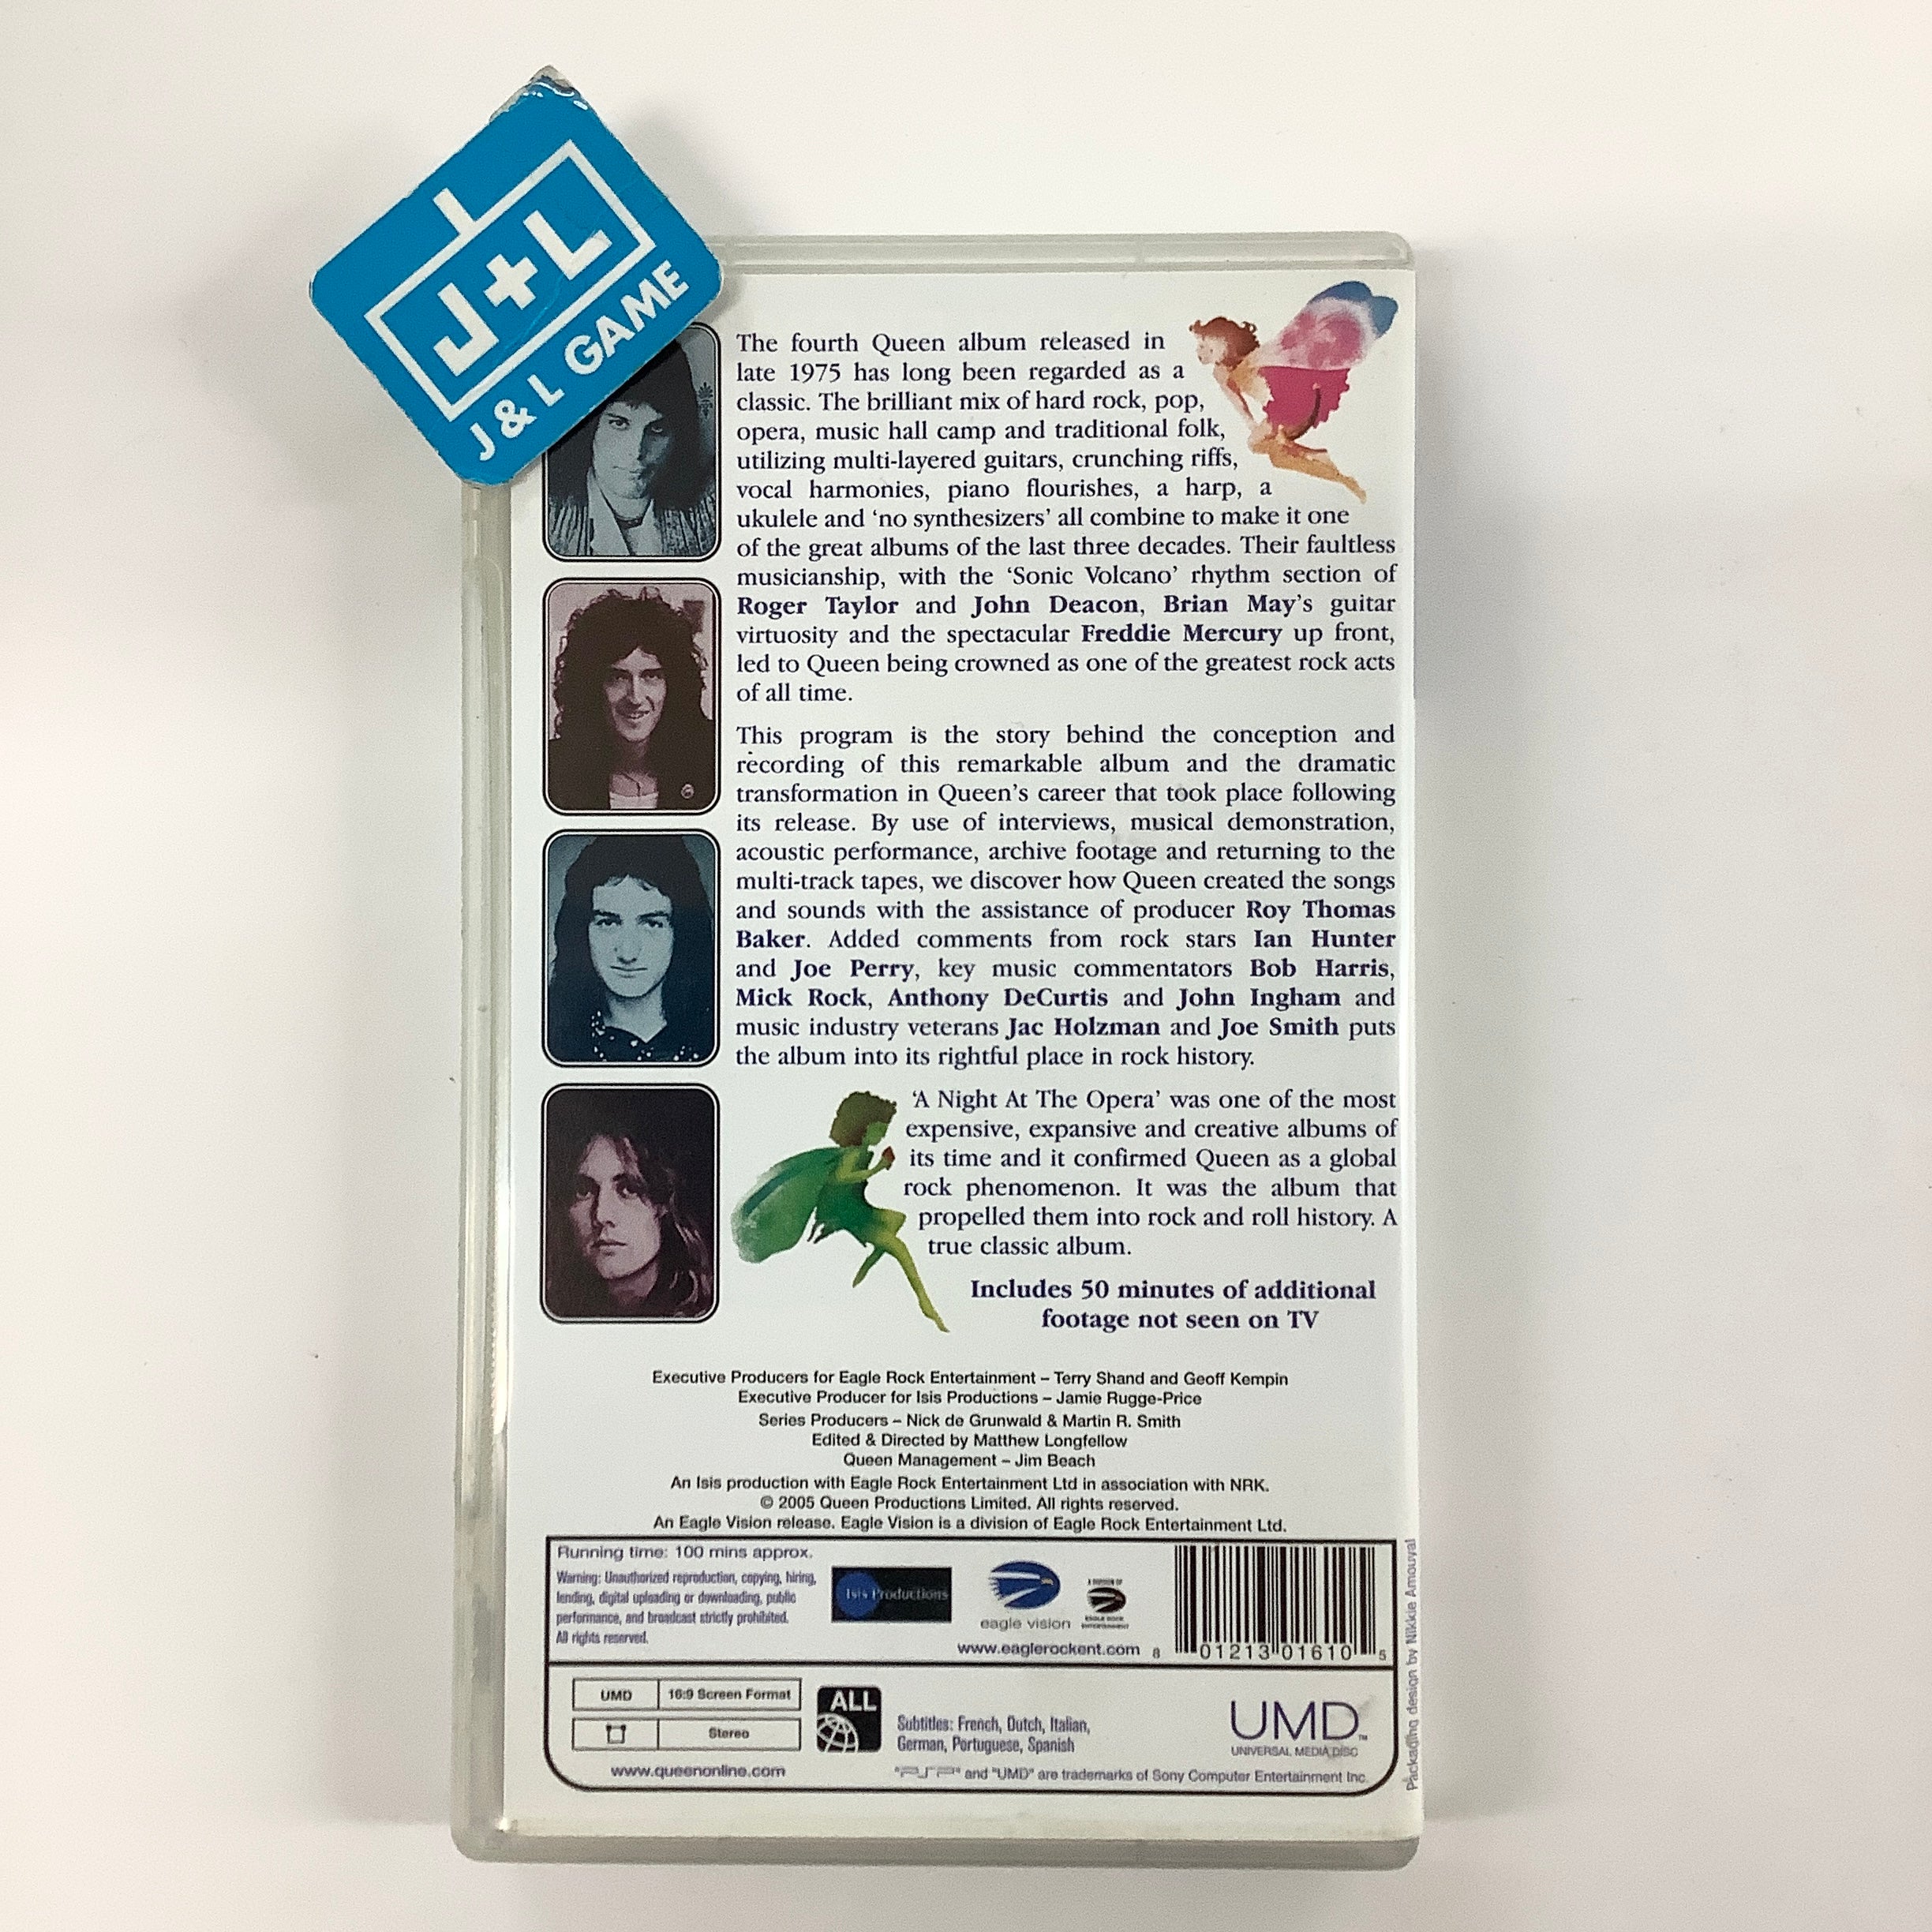 J+L
J & L GAME
The fourth Queen album released in
late 1975 has long been regarded as a
classic. The brilliant mix of hard rock, pop,
opera, music hall camp and traditional folk,
utilizing multi-layered guitars, crunching riffs,
vocal harmonies, piano flourishes, a harp, a
ukulele and ‘no synthesizers’ all combine to make it one
of the great albums of the last three decades. Their faultless
musicianship, with the ‘Sonic Volcano’ rhythm section of
Roger Taylor and John Deacon, Brian May’s guitar
virtuosity and the spectacular Freddie Mercury up front,
led to Queen being crowned as one of the greatest rock acts
of all time.
This program is the story behind the conception and
recording of this remarkable album and the dramatic
transformation in Queen’s career that took place following
its release. By use of interviews, musical demonstration,
acoustic performance, archive footage and returning to the
multi-track tapes, we discover how Queen created the songs
and sounds with the assistance of producer Roy Thomas
Baker. Added comments from rock stars Ian Hunter
and Joe Perry, key music commentators Bob Harris,
Mick Rock, Anthony DeCurtis and John Ingham and
music industry veterans Jac Holzman and Joe Smith puts
the album into its rightful place in rock history.
‘A Night At The Opera’ was one of the most
expensive, expansive and creative albums of
its time and it confirmed Queen as a global
rock phenomenon. It was the album that
propelled them into rock and roll history. A
true classic album.
Includes 50 minutes of additional
footage not seen on TV
Executive Producers for Eagle Rock Entertainment – Terry Shand and Geoff Kempin
Executive Producer for Isis Productions – Jamie Rugge-Price
Series Producers – Nick de Grunwald & Martin R. Smith
Edited & Directed by Matthew Longfellow
Queen Management – Jim Beach
An Isis production with Eagle Rock Entertainment Ltd in association with NRK.
© 2005 Queen Productions Limited. All rights reserved.
An Eagle Vision release. Eagle Vision is a division of Eagle Rock Entertainment Ltd.
Running time: 100 mins approx.
Warning: Unauthorized reproduction, copying, hiring,
lending, digital uploading or downloading, public
performance, and broadcast strictly prohibited.
All rights reserved.
Isis Productions
eagle vision
A DIVISION OF
EAGLE ROCK
ENTERTAINMENT
www.eaglerockent.com
8 01213 01610 5
UMD 16:9 Screen Format
Stereo
www.queenonline.com
ALL
Subtitles: French, Dutch, Italian,
German, Portuguese, Spanish
UMD™
UNIVERSAL MEDIA DISC
"PSP" and "UMD" are trademarks of Sony Computer Entertainment Inc.
Packaging design by Nikkie Amouyal